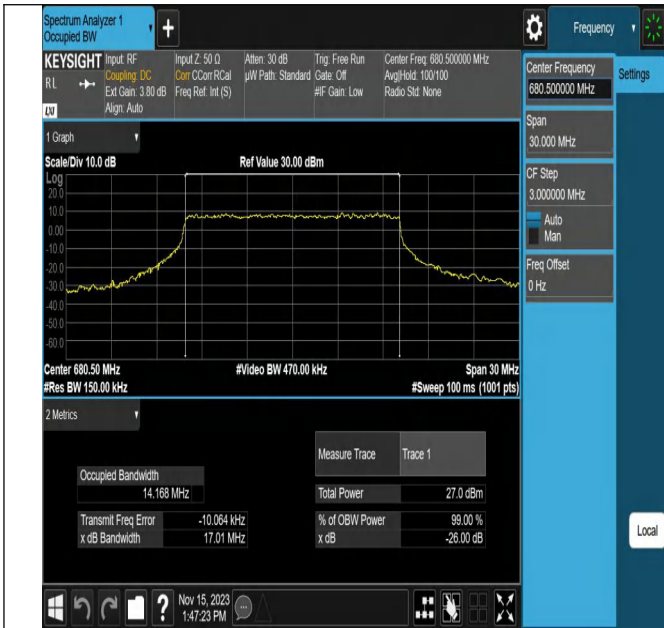 Spectrum Analyzer 1
Occupied BW
Frequency
KEYSIGHT
RL
LXI
Input: RF
Coupling: DC
Ext Gain: 3.80 dB
Align: Auto
Input Z: 50 Ω
Corr CCorr RCal
Freq Ref: Int (S)
Atten: 30 dB
µW Path: Standard
Trig: Free Run
Gate: Off
#IF Gain: Low
Center Freq: 680.500000 MHz
Avg|Hold: 100/100
Radio Std: None
Center Frequency
680.500000 MHz
Settings
Span
30.000 MHz
CF Step
3.000000 MHz
Auto
Man
Freq Offset
0 Hz
1 Graph
Scale/Div 10.0 dB
Ref Value 30.00 dBm
Log
20.0
10.0
0.00
-10.0
-20.0
-30.0
-40.0
-50.0
-60.0
Center 680.50 MHz
#Video BW 470.00 kHz
Span 30 MHz
#Res BW 150.00 kHz
#Sweep 100 ms (1001 pts)
2 Metrics
Measure Trace
Trace 1
Occupied Bandwidth
14.168 MHz
Total Power
27.0 dBm
Transmit Freq Error
-10.064 kHz
% of OBW Power
99.00 %
x dB Bandwidth
17.01 MHz
x dB
-26.00 dB
Local
?
Nov 15, 2023
1:47:23 PM